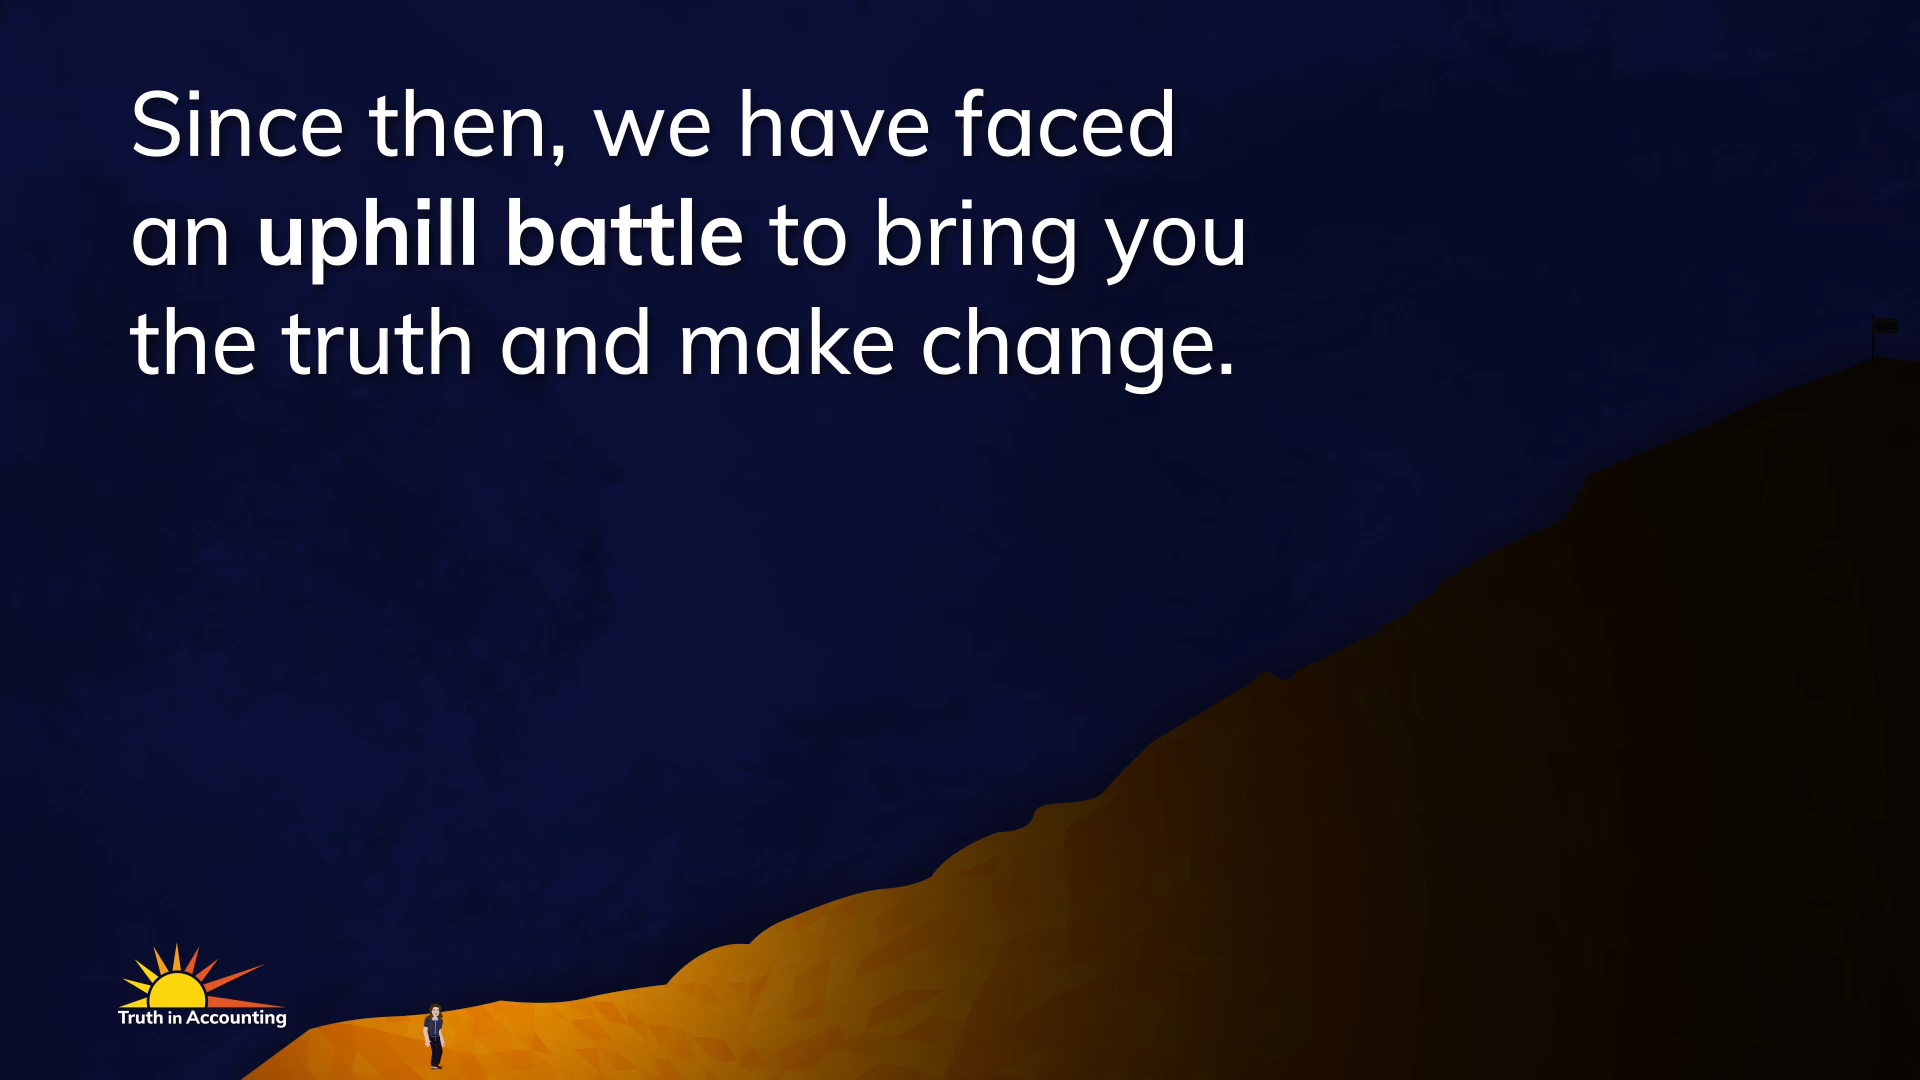 Since then, we have faced
an uphill battle to bring you
the truth and make change.
Truth in Accounting